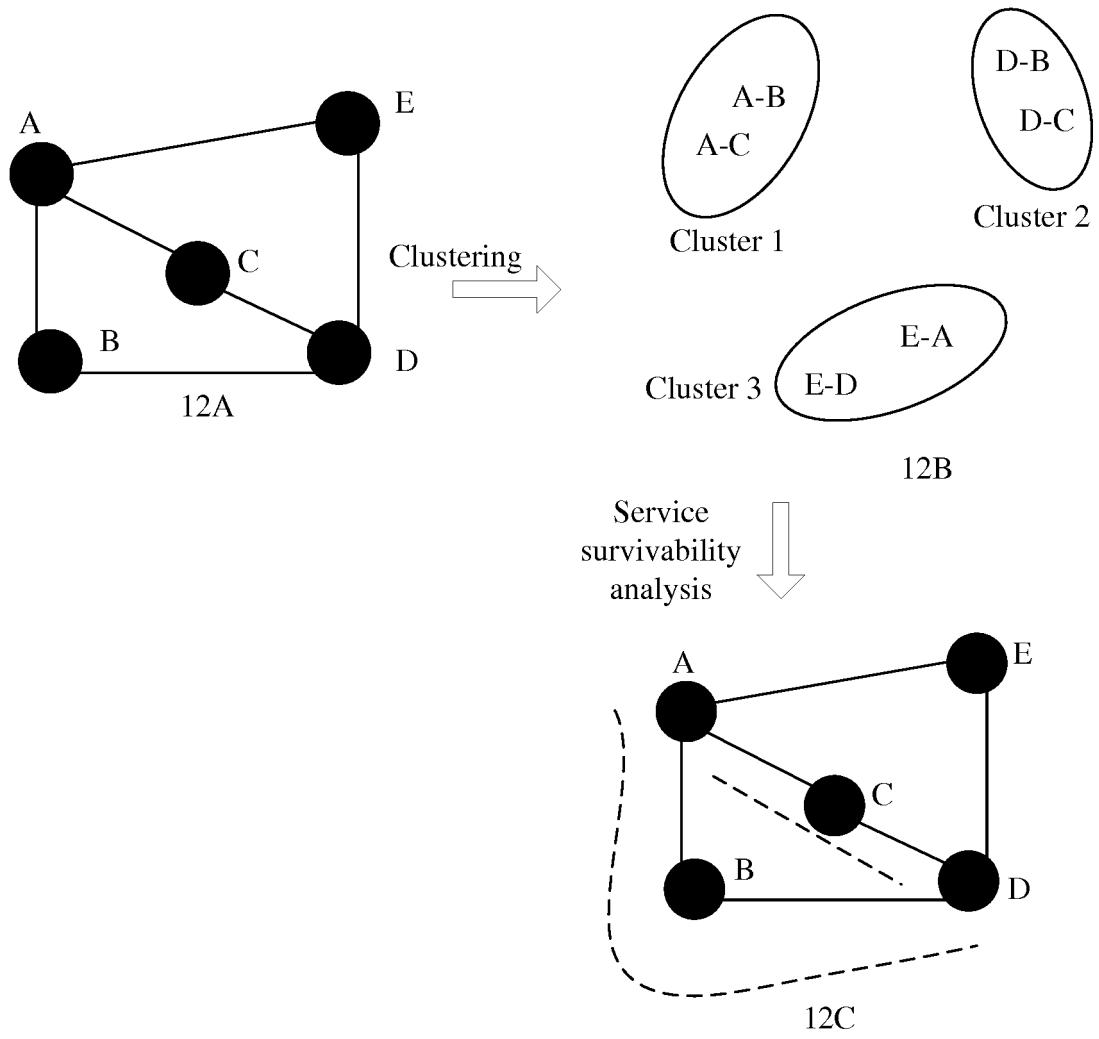 A
E
C
B
D
12A
Clustering
A-B
A-C
Cluster 1
D-B
D-C
Cluster 2
E-A
E-D
Cluster 3
12B
Service
survivability
analysis
A
E
C
B
D
12C